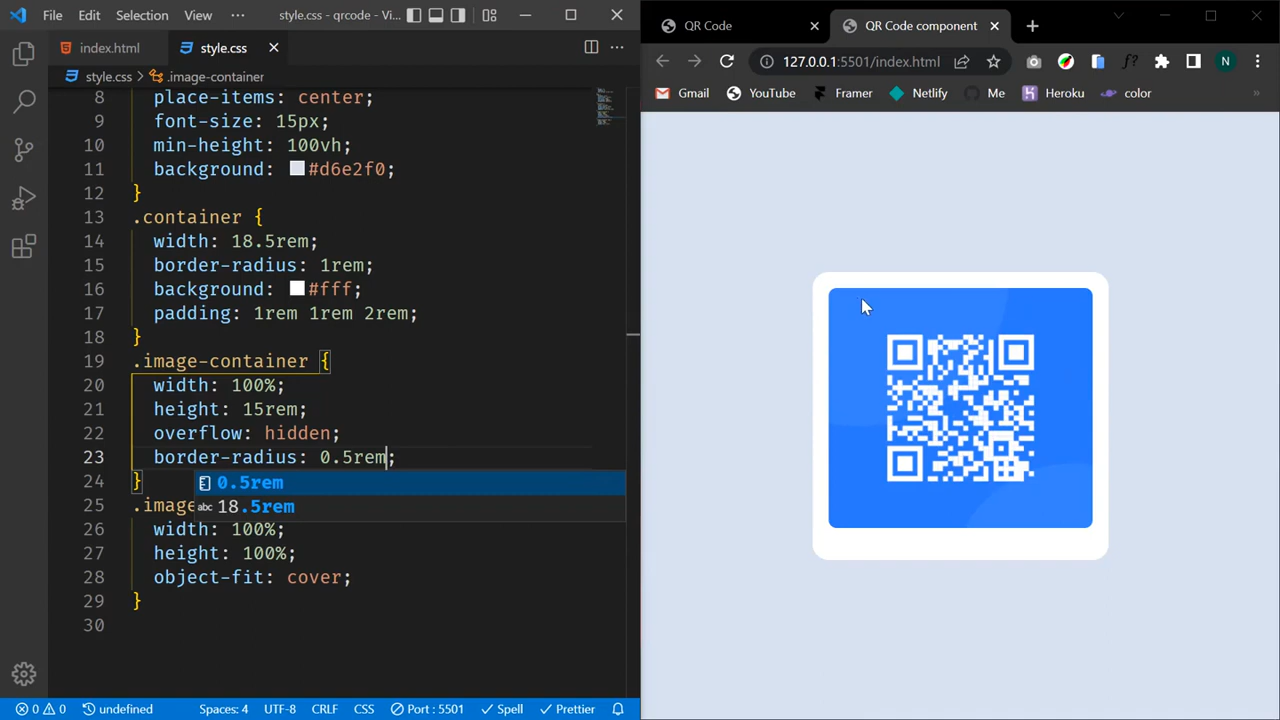 File Edit Selection View ··· style.css - qrcode - Vi...
index.html style.css
style.css > .image-container
8 place-items: center;
9 font-size: 15px;
10 min-height: 100vh;
11 background: #d6e2f0;
12 }
13 .container {
14 width: 18.5rem;
15 border-radius: 1rem;
16 background: #fff;
17 padding: 1rem 1rem 2rem;
18 }
19 .image-container {
20 width: 100%;
21 height: 15rem;
22 overflow: hidden;
23 border-radius: 0.5rem;
24 }
0.5rem
25 .image
abc 18.5rem
26 width: 100%;
27 height: 100%;
28 object-fit: cover;
29 }
30
0 0 undefined Spaces: 4 UTF-8 CRLF CSS Port : 5501 Spell Prettier
QR Code QR Code component
127.0.0.1:5501/index.html f? N
Gmail YouTube Framer Netlify Me Heroku color »